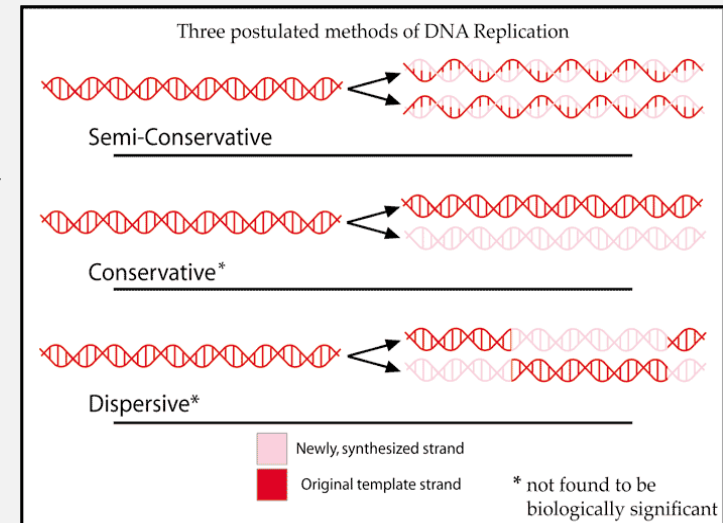 Three postulated methods of DNA Replication
Semi-Conservative
Conservative*
Dispersive*
Newly, synthesized strand
Original template strand
* not found to be
biologically significant